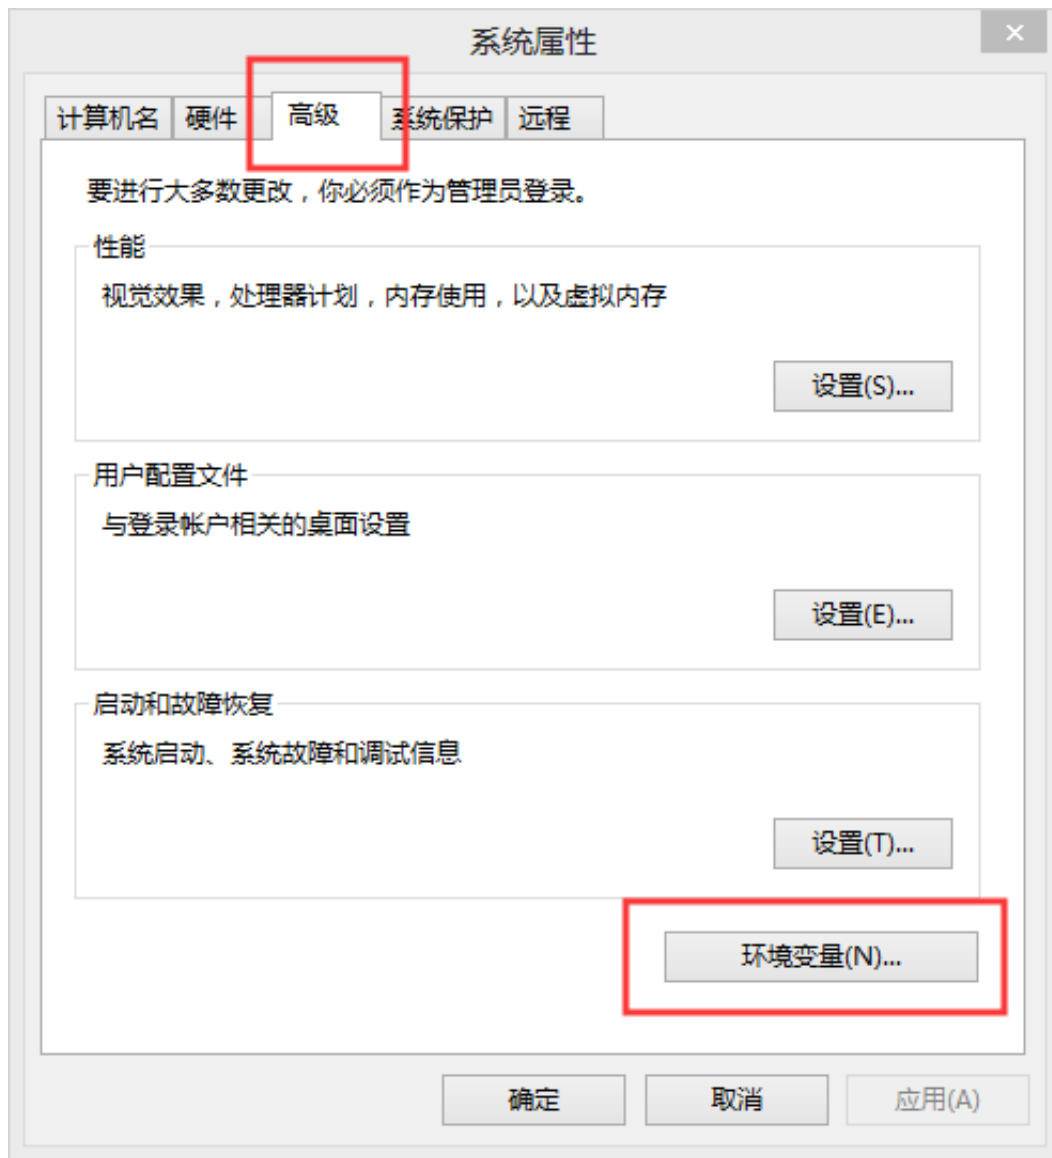 系统属性
计算机名 硬件 高级 系统保护 远程
要进行大多数更改，你必须作为管理员登录。
性能
视觉效果，处理器计划，内存使用，以及虚拟内存
设置(S)...
用户配置文件
与登录帐户相关的桌面设置
设置(E)...
启动和故障恢复
系统启动、系统故障和调试信息
设置(T)...
环境变量(N)...
确定 取消 应用(A)